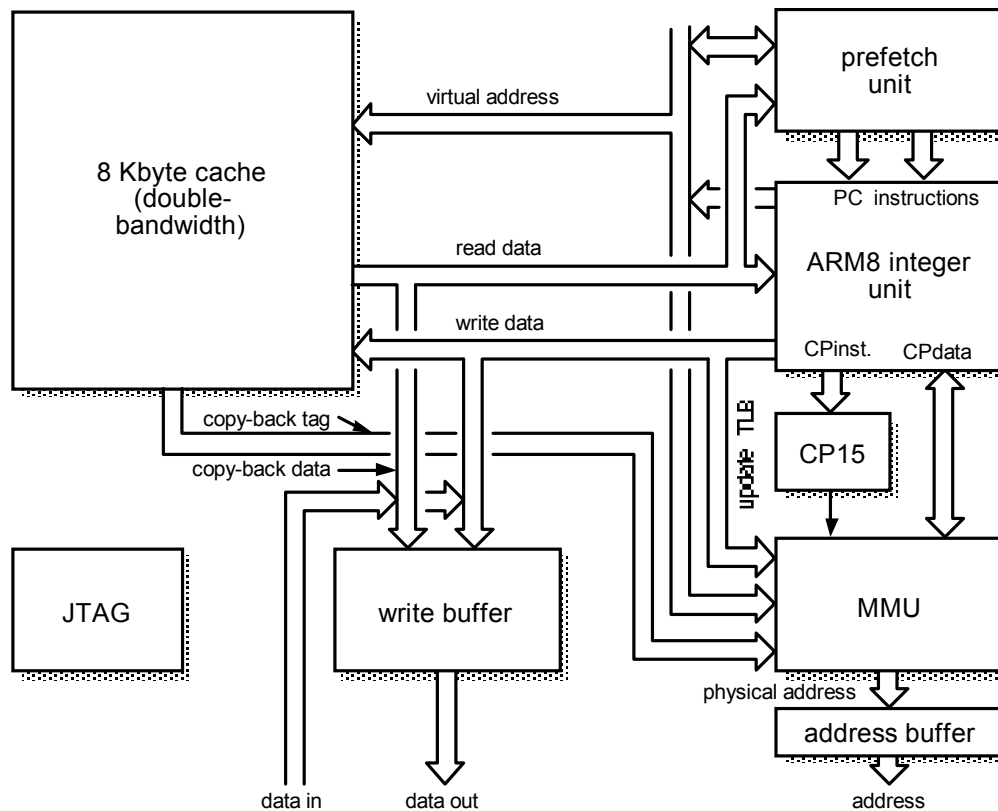 prefetch
unit
virtual address
8 Kbyte cache
(double-
bandwidth)
PC instructions
read data
ARM8 integer
unit
write data
CPinst. CPdata
copy-back tag
update TLB
CP15
copy-back data
JTAG
write buffer
MMU
physical address
address buffer
data in
data out
address